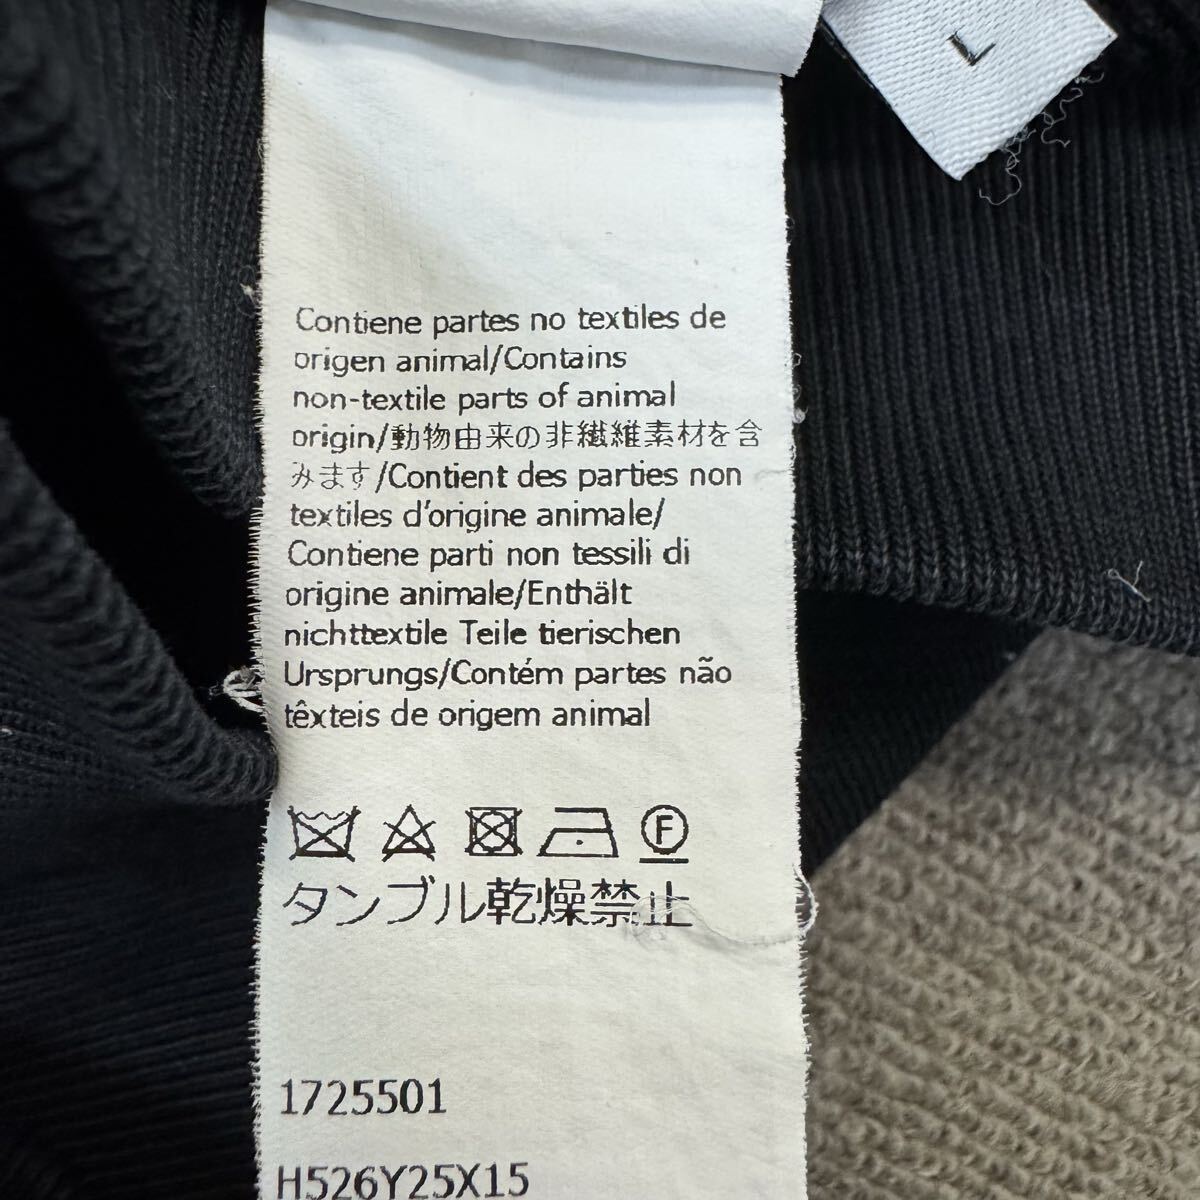 L
Contiene partes no textiles de
origen animal/Contains
non-textile parts of animal
origin/動物由来の非繊維素材を含
みます/Contient des parties non
textiles d'origine animale/
Contiene parti non tessili di
origine animale/Enthält
nichttextile Teile tierischen
Ursprungs/Contém partes não
têxteis de origem animal
F
タンブル乾燥禁止
1725501
H526Y25X15